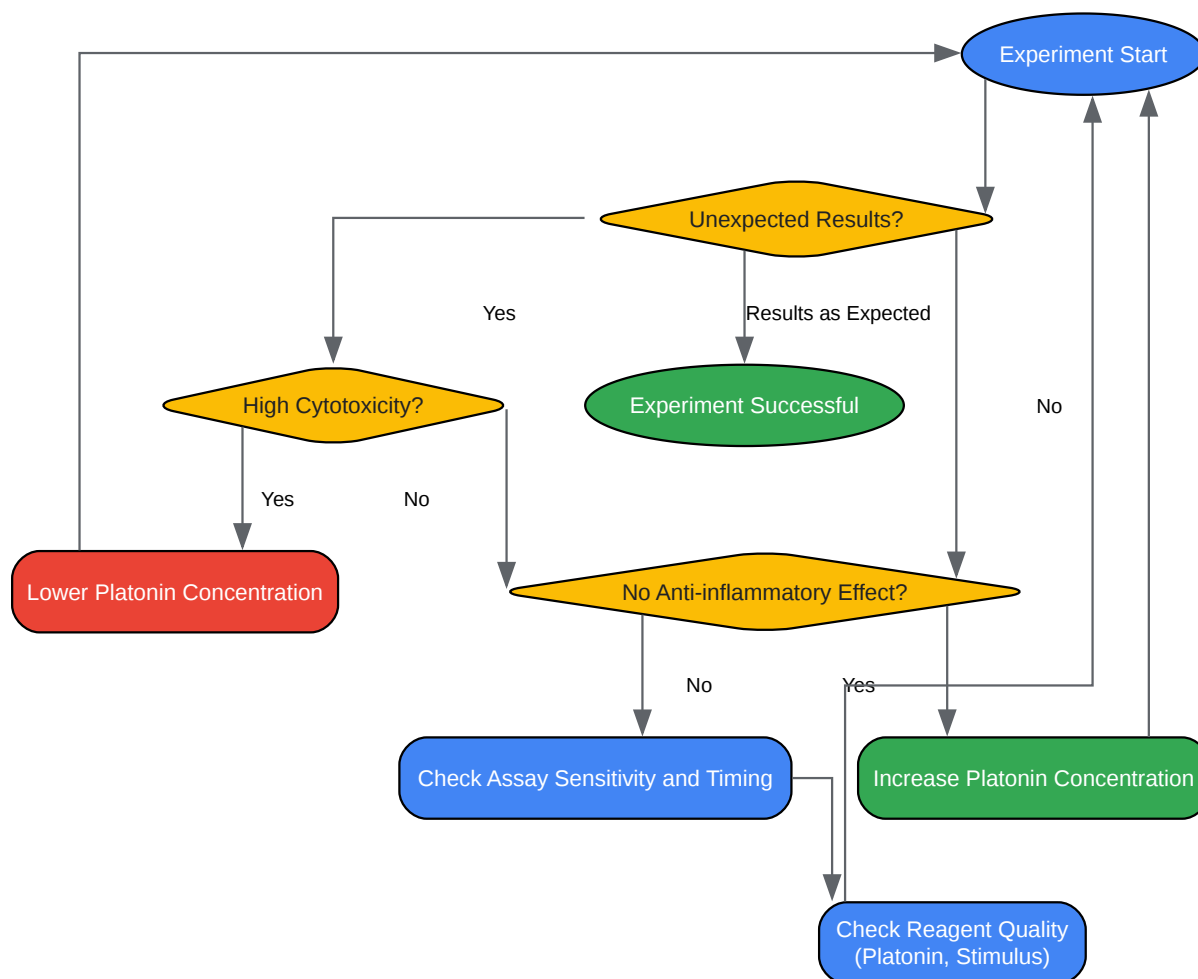 Experiment Start
Unexpected Results?
Yes
Results as Expected
High Cytotoxicity?
Experiment Successful
No
Yes
No
Lower Platonin Concentration
No Anti-inflammatory Effect?
No
Yes
Check Assay Sensitivity and Timing
Increase Platonin Concentration
Check Reagent Quality
(Platonin, Stimulus)